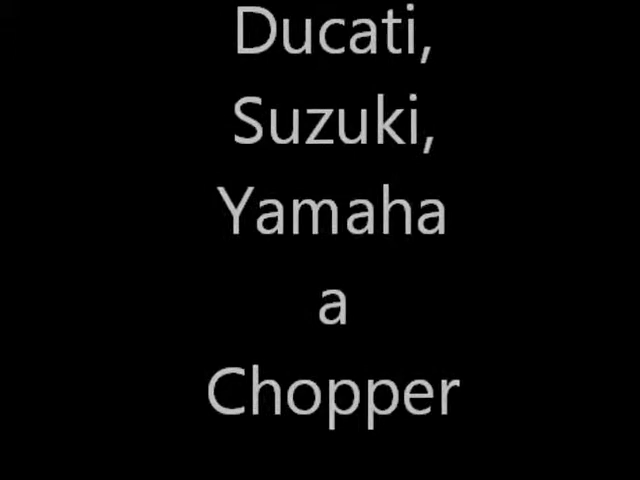 Ducati,
Suzuki,
Yamaha
a
Chopper